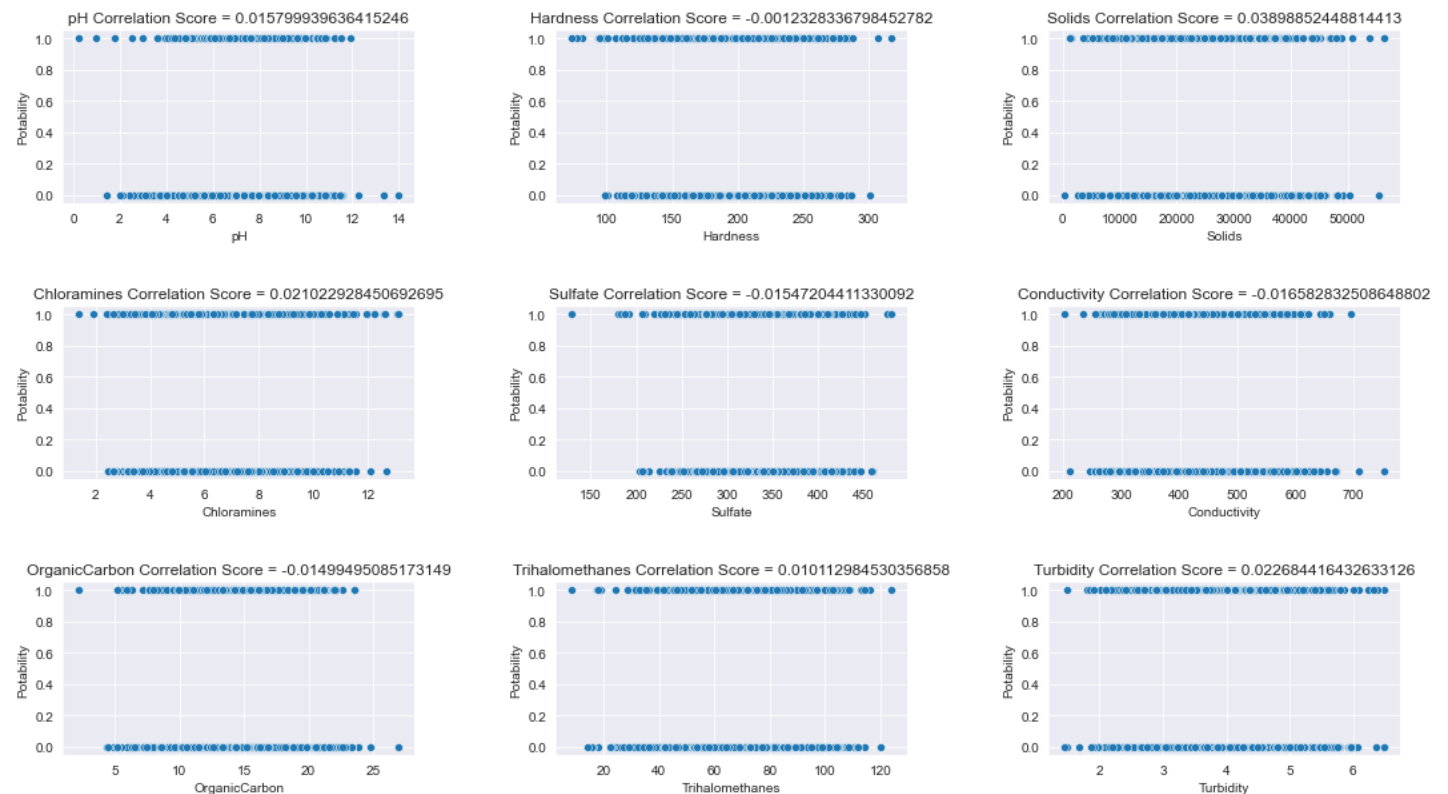 pH Correlation Score = 0.015799939636415246
Potability
1.0
0.8
0.6
0.4
0.2
0.0
0 2 4 6 8 10 12 14
pH
Hardness Correlation Score = -0.0012328336798452782
Potability
1.0
0.8
0.6
0.4
0.2
0.0
100 150 200 250 300
Hardness
Solids Correlation Score = 0.03898852448814413
Potability
1.0
0.8
0.6
0.4
0.2
0.0
0 10000 20000 30000 40000 50000
Solids
Chloramines Correlation Score = 0.021022928450692695
Potability
1.0
0.8
0.6
0.4
0.2
0.0
2 4 6 8 10 12
Chloramines
Sulfate Correlation Score = -0.01547204411330092
Potability
1.0
0.8
0.6
0.4
0.2
0.0
150 200 250 300 350 400 450
Sulfate
Conductivity Correlation Score = -0.016582832508648802
Potability
1.0
0.8
0.6
0.4
0.2
0.0
200 300 400 500 600 700
Conductivity
OrganicCarbon Correlation Score = -0.01499495085173149
Potability
1.0
0.8
0.6
0.4
0.2
0.0
5 10 15 20 25
OrganicCarbon
Trihalomethanes Correlation Score = 0.010112984530356858
Potability
1.0
0.8
0.6
0.4
0.2
0.0
20 40 60 80 100 120
Trihalomethanes
Turbidity Correlation Score = 0.022684416432633126
Potability
1.0
0.8
0.6
0.4
0.2
0.0
2 3 4 5 6
Turbidity